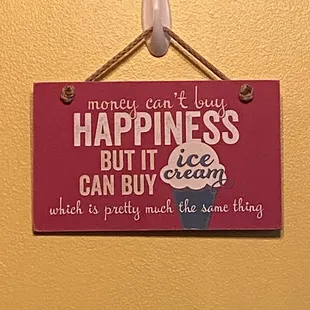 money can't buy
HAPPINESS
BUT IT
CAN BUY
ice
cream
which is pretty much the same thing